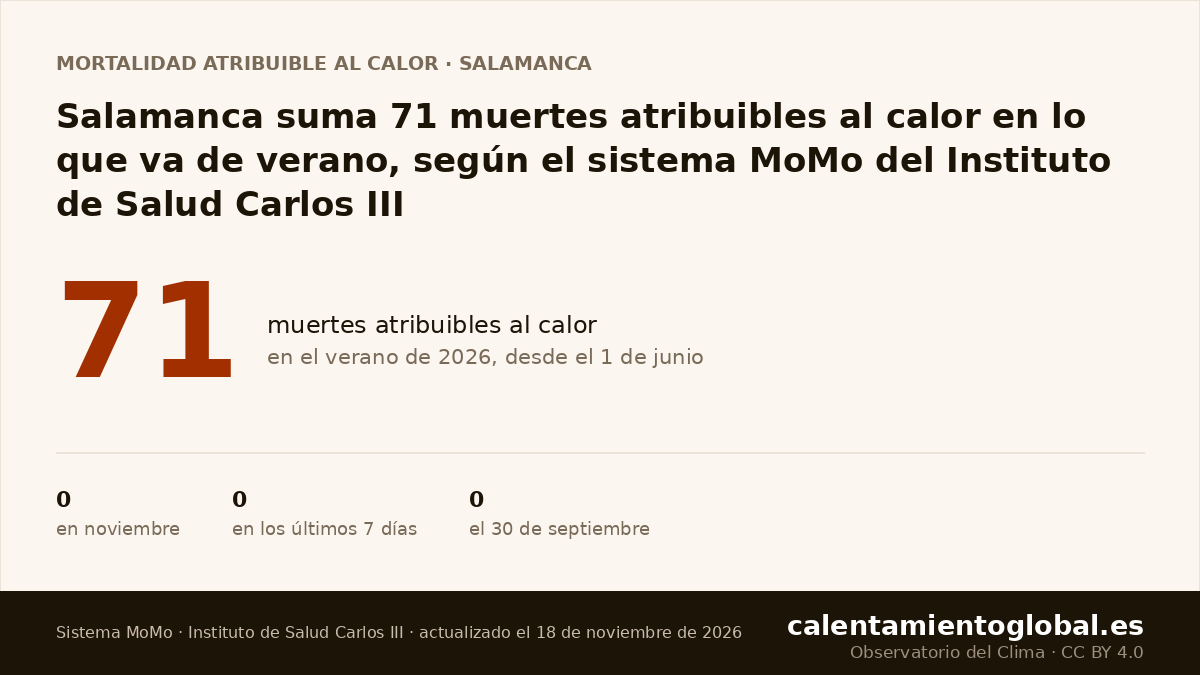 MORTALIDAD ATRIBUIBLE AL CALOR · SALAMANCA
Salamanca suma 71 muertes atribuibles al calor en lo
que va de verano, según el sistema MoMo del Instituto
de Salud Carlos III
71
muertes atribuibles al calor
en el verano de 2026, desde el 1 de junio
0
en noviembre
0
en los últimos 7 días
0
el 30 de septiembre
Sistema MoMo · Instituto de Salud Carlos III · actualizado el 18 de noviembre de 2026
calentamientoglobal.es
Observatorio del Clima · CC BY 4.0